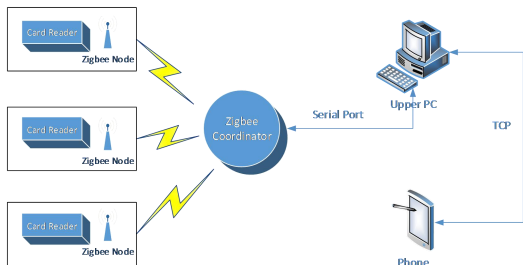 Card Reader
Zigbee Node
Card Reader
Zigbee Node
Card Reader
Zigbee Node
Zigbee
Coordinator
Serial Port
Upper PC
TCP
Phone